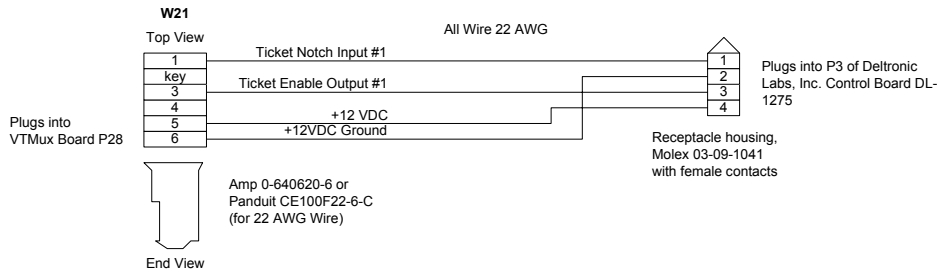 W21
Top View
All Wire 22 AWG
1
key
3
4
5
6
Ticket Notch Input #1
Ticket Enable Output #1
+12 VDC
+12VDC Ground
1
2
3
4
Plugs into P3 of Deltronic
Labs, Inc. Control Board DL-
1275
Plugs into
VTMux Board P28
Receptacle housing,
Molex 03-09-1041
with female contacts
Amp 0-640620-6 or
Panduit CE100F22-6-C
(for 22 AWG Wire)
End View